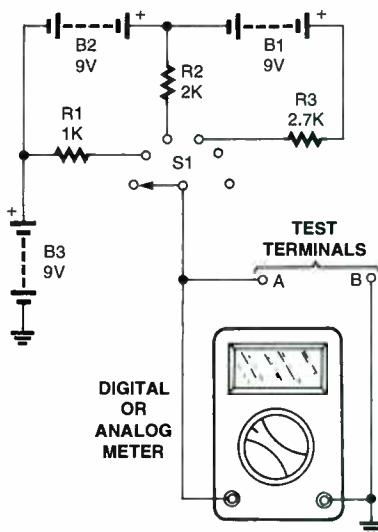 +
+
B2
9V
B1
9V
R2
2K
R1
1K
R3
2.7K
S1
+
B3
9V
TEST
TERMINALS
A
B
DIGITAL
OR
ANALOG
METER